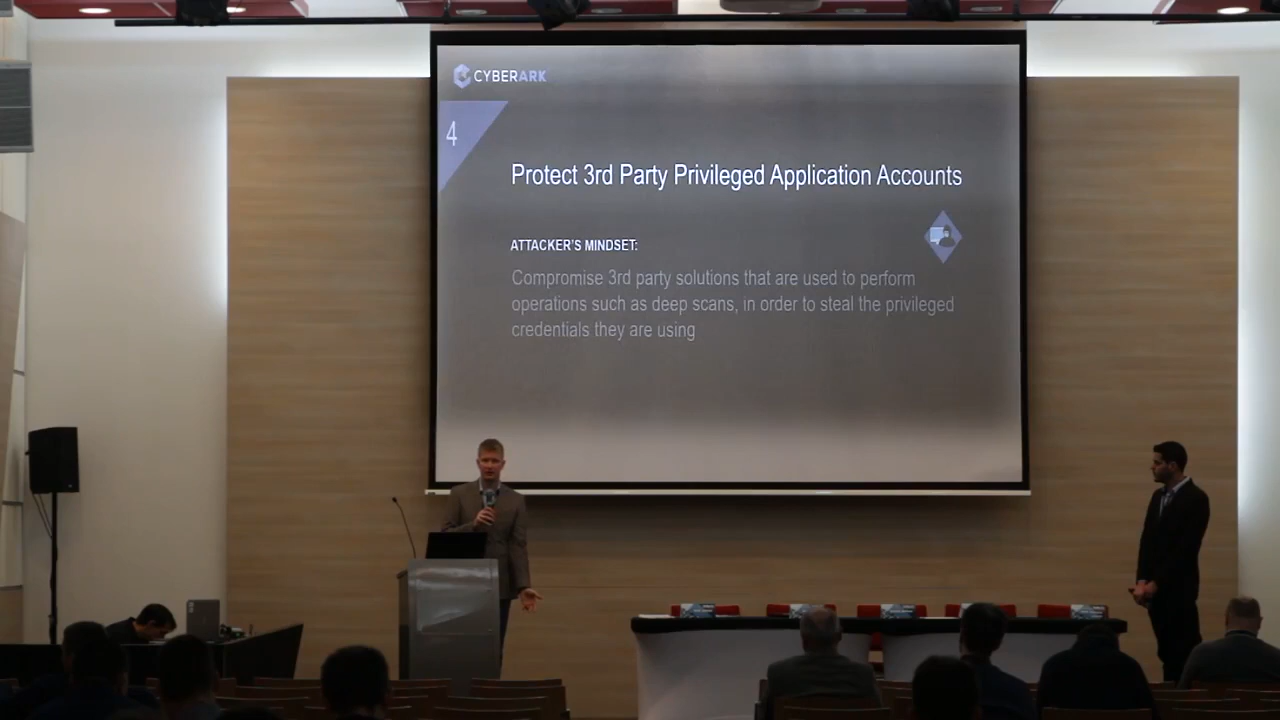 CYBERARK
4
Protect 3rd Party Privileged Application Accounts
ATTACKER'S MINDSET:
Compromise 3rd party solutions that are used to perform
operations such as deep scans, in order to steal the privileged
credentials they are using